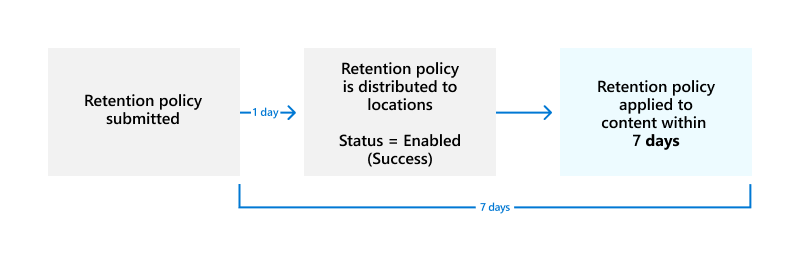 Retention policy
submitted
1 day
Retention policy
is distributed to
locations
Status = Enabled
(Success)
Retention policy
applied to
content within
7 days
7 days